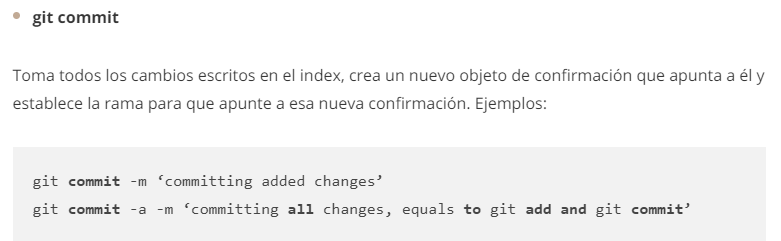 • git commit
Toma todos los cambios escritos en el index, crea un nuevo objeto de confirmación que apunta a él y
establece la rama para que apunte a esa nueva confirmación. Ejemplos:
git commit -m ‘committing added changes’
git commit -a -m ‘committing all changes, equals to git add and git commit’